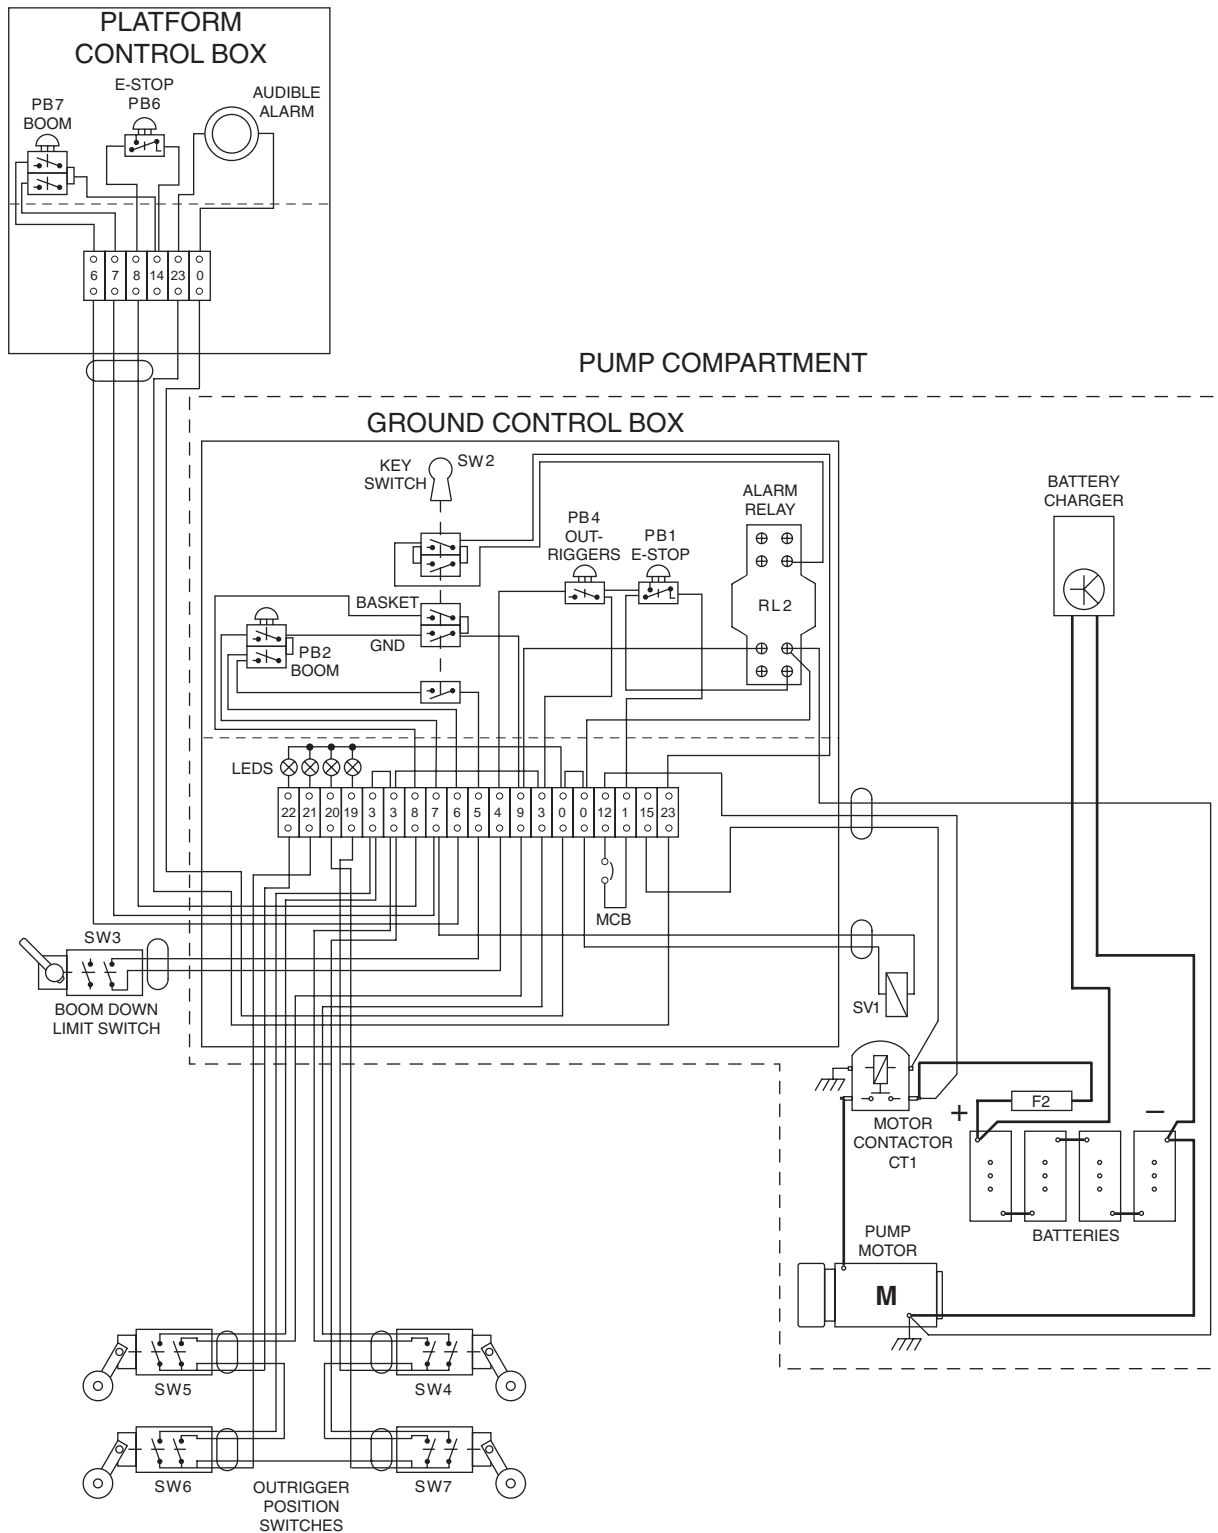 PLATFORM
CONTROL BOX
E-STOP
PB6
AUDIBLE
ALARM
PB7
BOOM
6 7 8 14 23 0
PUMP COMPARTMENT
GROUND CONTROL BOX
KEY
SWITCH
SW2
ALARM
RELAY
BATTERY
CHARGER
PB4
OUT-
RIGGERS
PB1
E-STOP
BASKET
RL2
GND
PB2
BOOM
LEDS
22 21 20 19 3 3 8 7 6 5 4 9 3 0 0 12 1 15 23
MCB
SW3
BOOM DOWN
LIMIT SWITCH
SV1
F2
+
−
MOTOR
CONTACTOR
CT1
BATTERIES
PUMP
MOTOR
M
SW5
SW4
SW6
SW7
OUTRIGGER
POSITION
SWITCHES